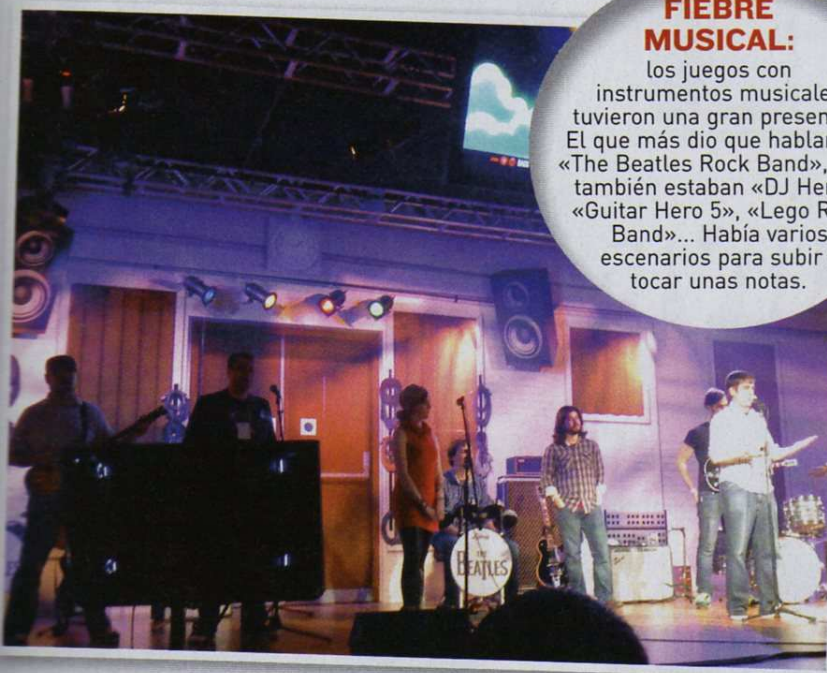 FIEBRE
MUSICAL:
los juegos con
instrumentos musicale
tuvieron una gran presen
El que más dio que hablar
«The Beatles Rock Band»,
también estaban «DJ Her
«Guitar Hero 5», «Lego R
Band»... Había varios
escenarios para subir
tocar unas notas.
THE
BEATLES